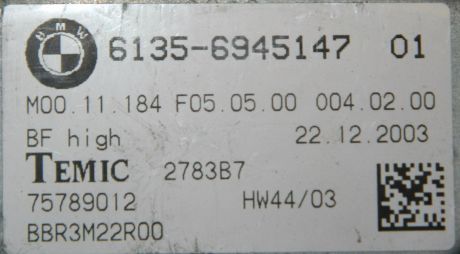 BMW 6135-6945147 01
M00.11.184 F05.05.00 004.02.00
BF high 22.12.2003
TEMIC 2783B7
75789012 HW44/03
BBR3M22R00